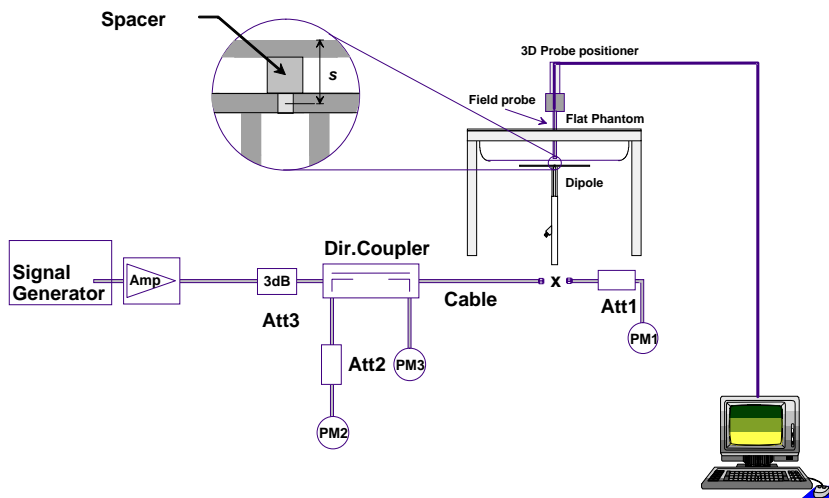 Spacer
s
3D Probe positioner
Field probe
Flat Phantom
Dipole
Dir.Coupler
Signal
Generator
Amp
3dB
Att3
Cable
x
Att1
PM1
Att2
PM3
PM2